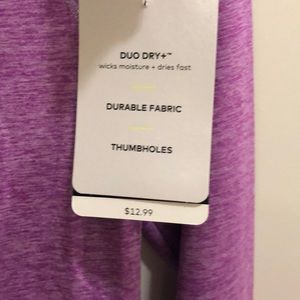 DUO DRY+™
wicks moisture + dries fast
DURABLE FABRIC
THUMBHOLES
$12.99